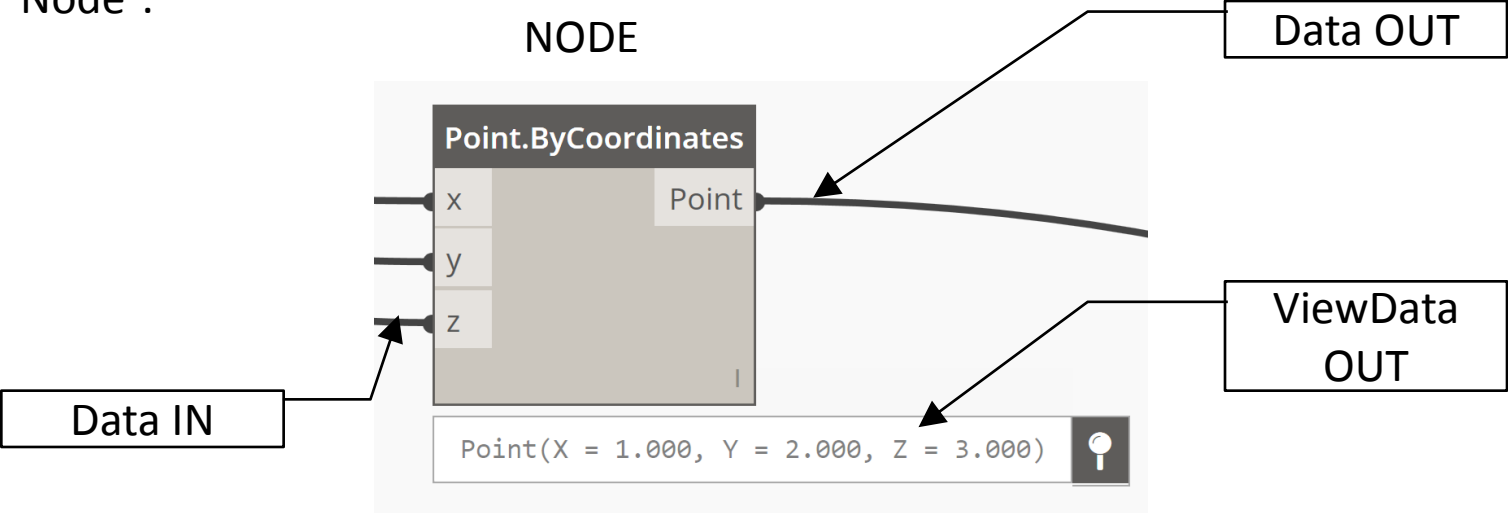 Node".
NODE
Data OUT
Point.ByCoordinates
x
Point
y
z
ViewData
OUT
l
Data IN
Point(X = 1.000, Y = 2.000, Z = 3.000)